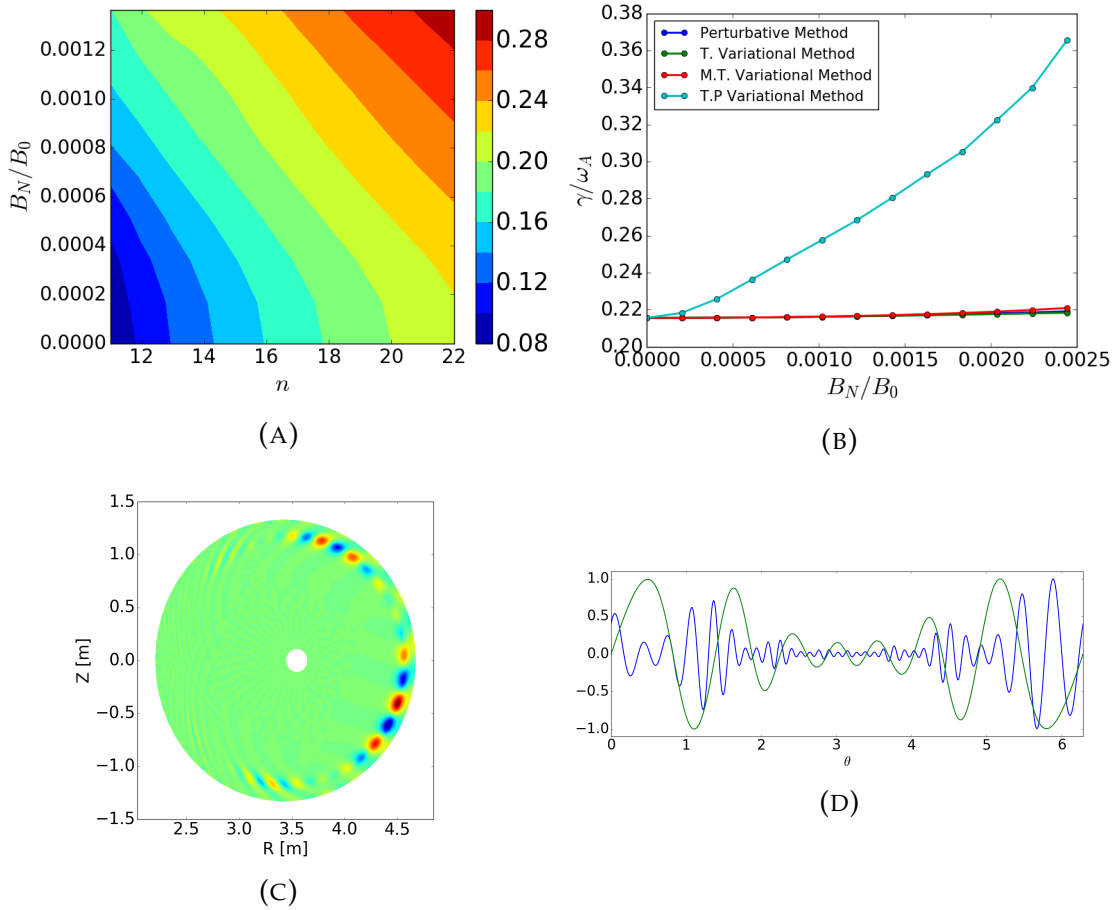 0.0012
0.0010
0.0008
0.0006
0.0004
0.0002
0.0000
B_N/B_0
12 14 16 18 20 22
n
0.28
0.24
0.20
0.16
0.12
0.08
(A)
0.38
0.36
0.34
0.32
0.30
0.28
0.26
0.24
0.22
0.20
γ/ω_A
Perturbative Method
T. Variational Method
M.T. Variational Method
T.P Variational Method
0.0000 0.0005 0.0010 0.0015 0.0020 0.0025
B_N/B_0
(B)
1.5
1.0
0.5
0.0
−0.5
−1.0
−1.5
Z [m]
2.5 3.0 3.5 4.0 4.5
R [m]
(C)
1.0
0.5
0.0
−0.5
−1.0
0 1 2 3 4 5 6
θ
(D)